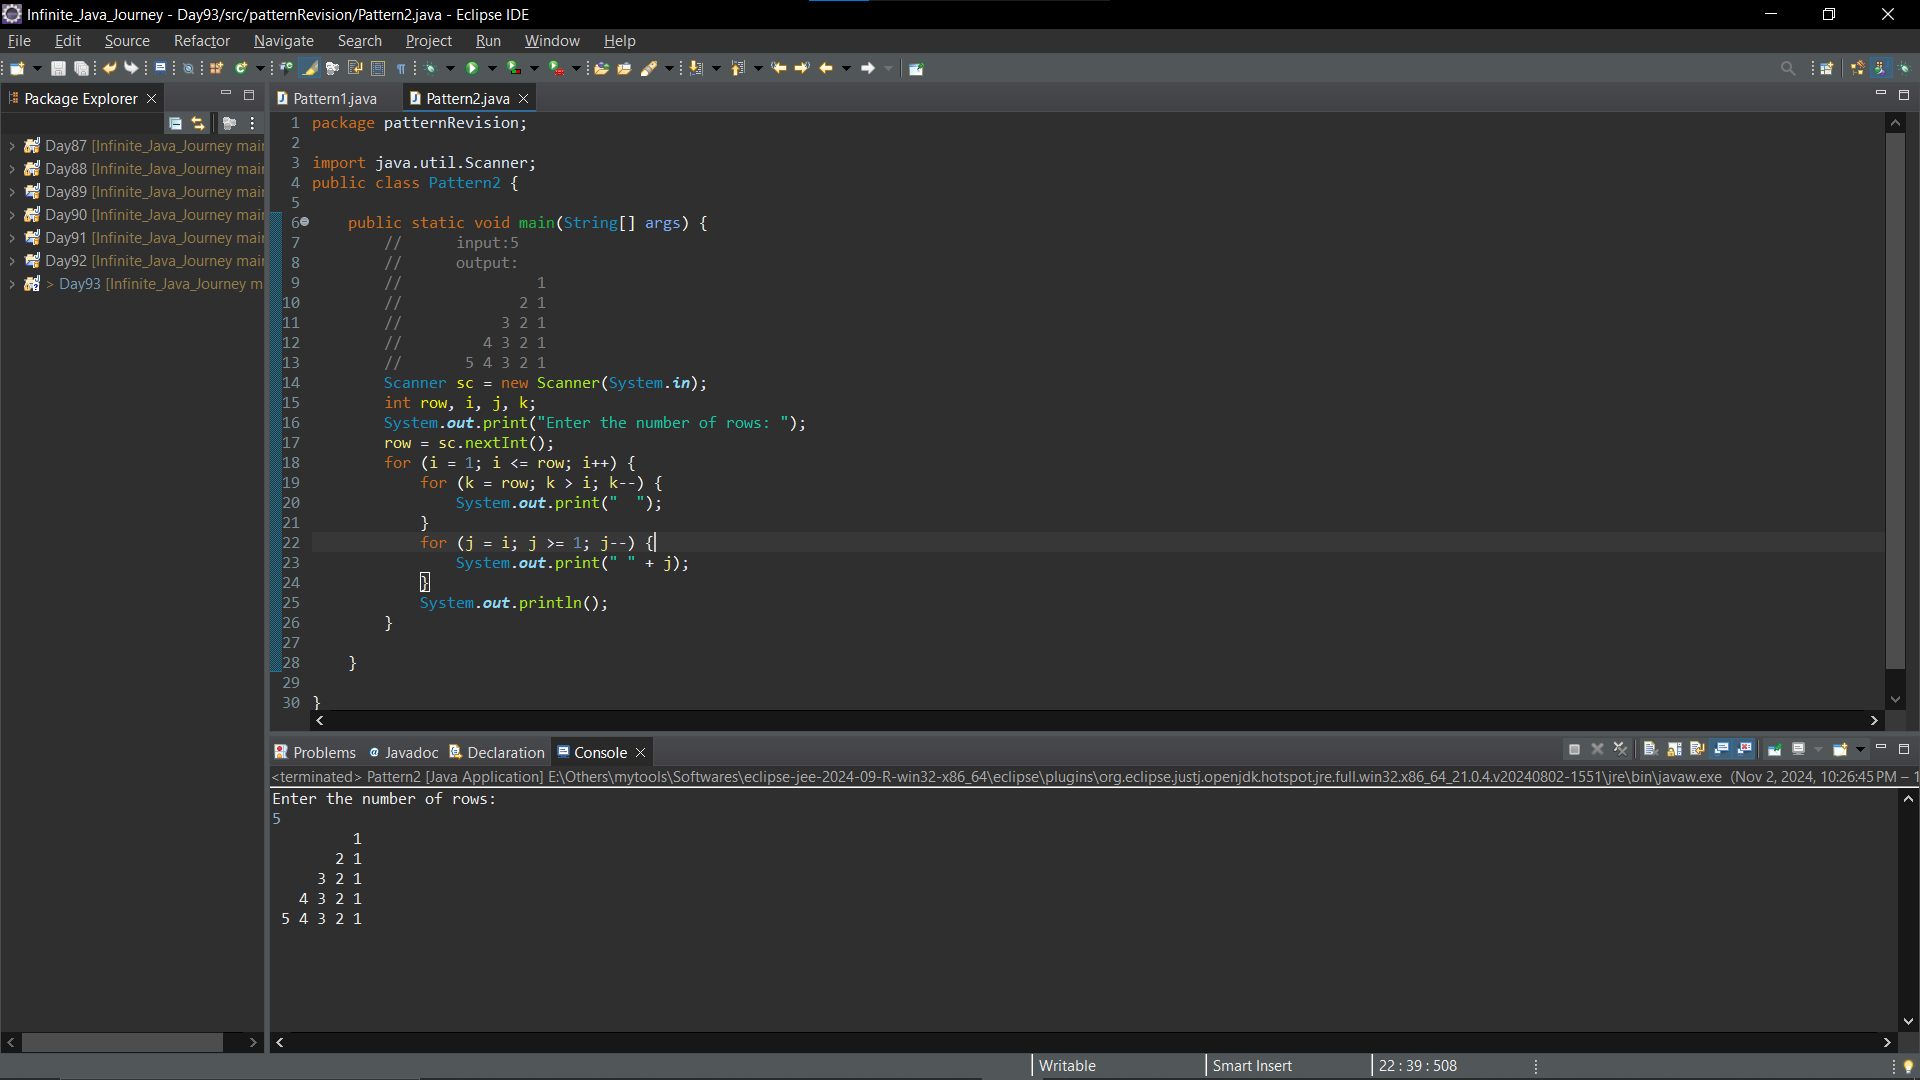 Infinite_Java_Journey - Day93/src/patternRevision/Pattern2.java - Eclipse IDE
File Edit Source Refactor Navigate Search Project Run Window Help
Package Explorer
Day87 [Infinite_Java_Journey mai
Day88 [Infinite_Java_Journey mai
Day89 [Infinite_Java_Journey mai
Day90 [Infinite_Java_Journey mai
Day91 [Infinite_Java_Journey mai
Day92 [Infinite_Java_Journey mai
> Day93 [Infinite_Java_Journey m
Pattern1.java Pattern2.java
1 package patternRevision;
2
3 import java.util.Scanner;
4 public class Pattern2 {
5
6     public static void main(String[] args) {
7         //      input:5
8         //      output:
9         //               1
10         //             2 1
11         //           3 2 1
12         //         4 3 2 1
13         //       5 4 3 2 1
14         Scanner sc = new Scanner(System.in);
15         int row, i, j, k;
16         System.out.print("Enter the number of rows: ");
17         row = sc.nextInt();
18         for (i = 1; i <= row; i++) {
19             for (k = row; k > i; k--) {
20                 System.out.print("  ");
21             }
22             for (j = i; j >= 1; j--) {
23                 System.out.print(" " + j);
24             }
25             System.out.println();
26         }
27
28     }
29
30 }
Problems Javadoc Declaration Console
<terminated> Pattern2 [Java Application] E:\Others\mytools\Softwares\eclipse-jee-2024-09-R-win32-x86_64\eclipse\plugins\org.eclipse.justj.openjdk.hotspot.jre.full.win32.x86_64_21.0.4.v20240802-1551\jre\bin\javaw.exe (Nov 2, 2024, 10:26:45 PM – 1
Enter the number of rows:
5
         1
       2 1
     3 2 1
   4 3 2 1
 5 4 3 2 1
Writable Smart Insert 22 : 39 : 508